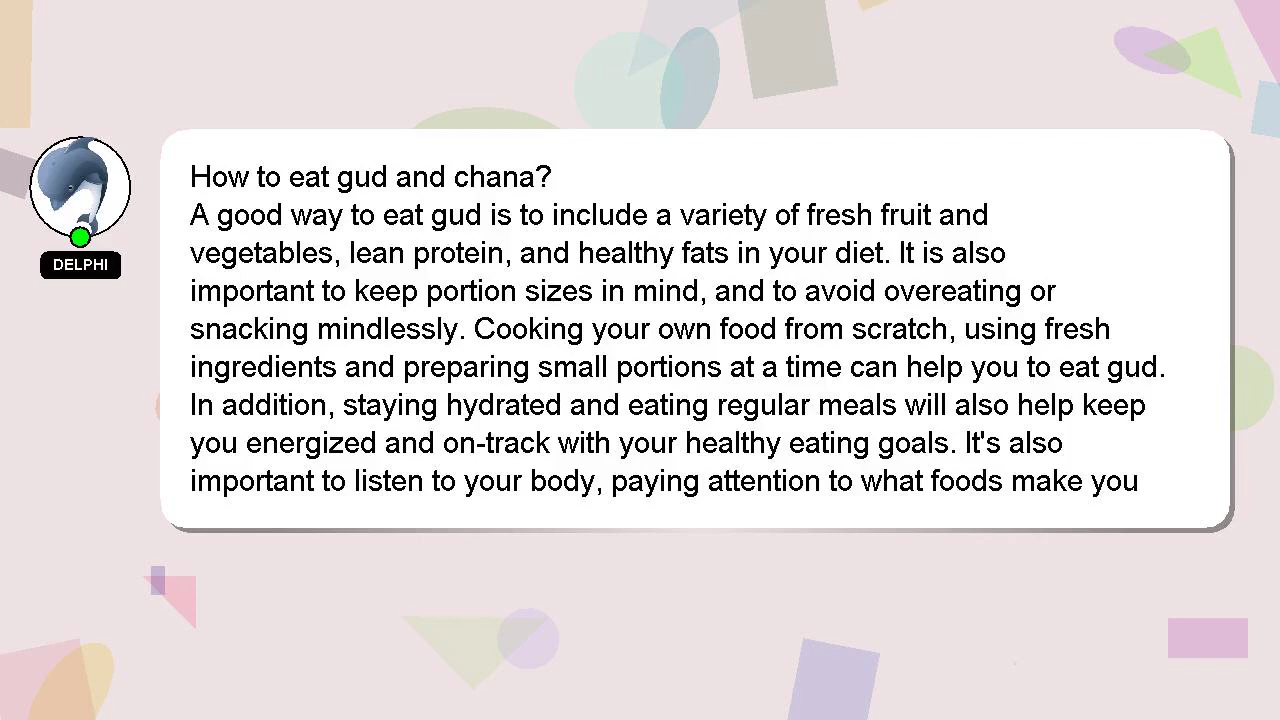 How to eat gud and chana?
A good way to eat gud is to include a variety of fresh fruit and
vegetables, lean protein, and healthy fats in your diet. It is also
important to keep portion sizes in mind, and to avoid overeating or
snacking mindlessly. Cooking your own food from scratch, using fresh
ingredients and preparing small portions at a time can help you to eat gud.
In addition, staying hydrated and eating regular meals will also help keep
you energized and on-track with your healthy eating goals. It's also
important to listen to your body, paying attention to what foods make you
DELPHI